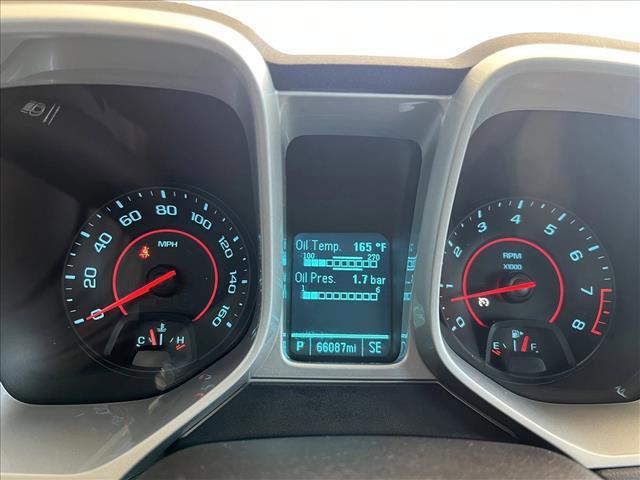 0 20 40 60 80 100 120 140 160
MPH
C H
Oil Temp. 165 °F
100 270
Oil Pres. 1.7 bar
1 6
P 66087mi SE
0 1 2 3 4 5 6 7 8
RPM
X1000
E F